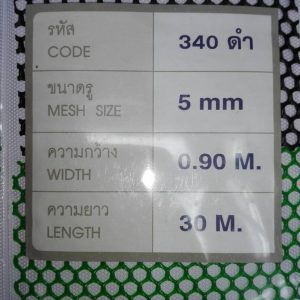 รหัส
CODE
340 ดำ
ขนาดรู
MESH SIZE
5 mm
ความกว้าง
WIDTH
0.90 M.
ความยาว
LENGTH
30 M.